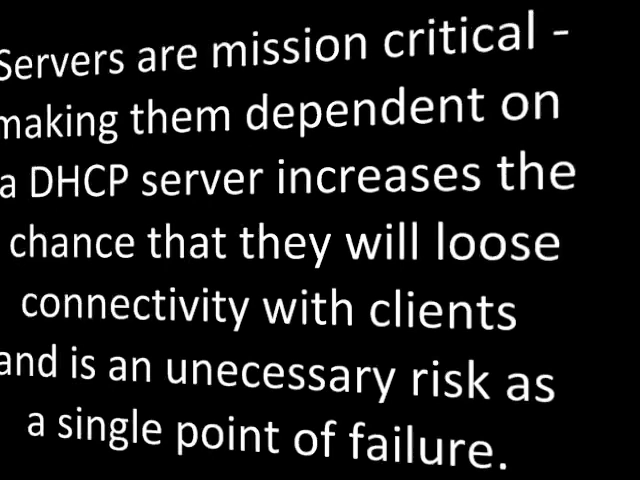 Servers are mission critical -
making them dependent on
a DHCP server increases the
chance that they will loose
connectivity with clients
and is an unecessary risk as
a single point of failure.